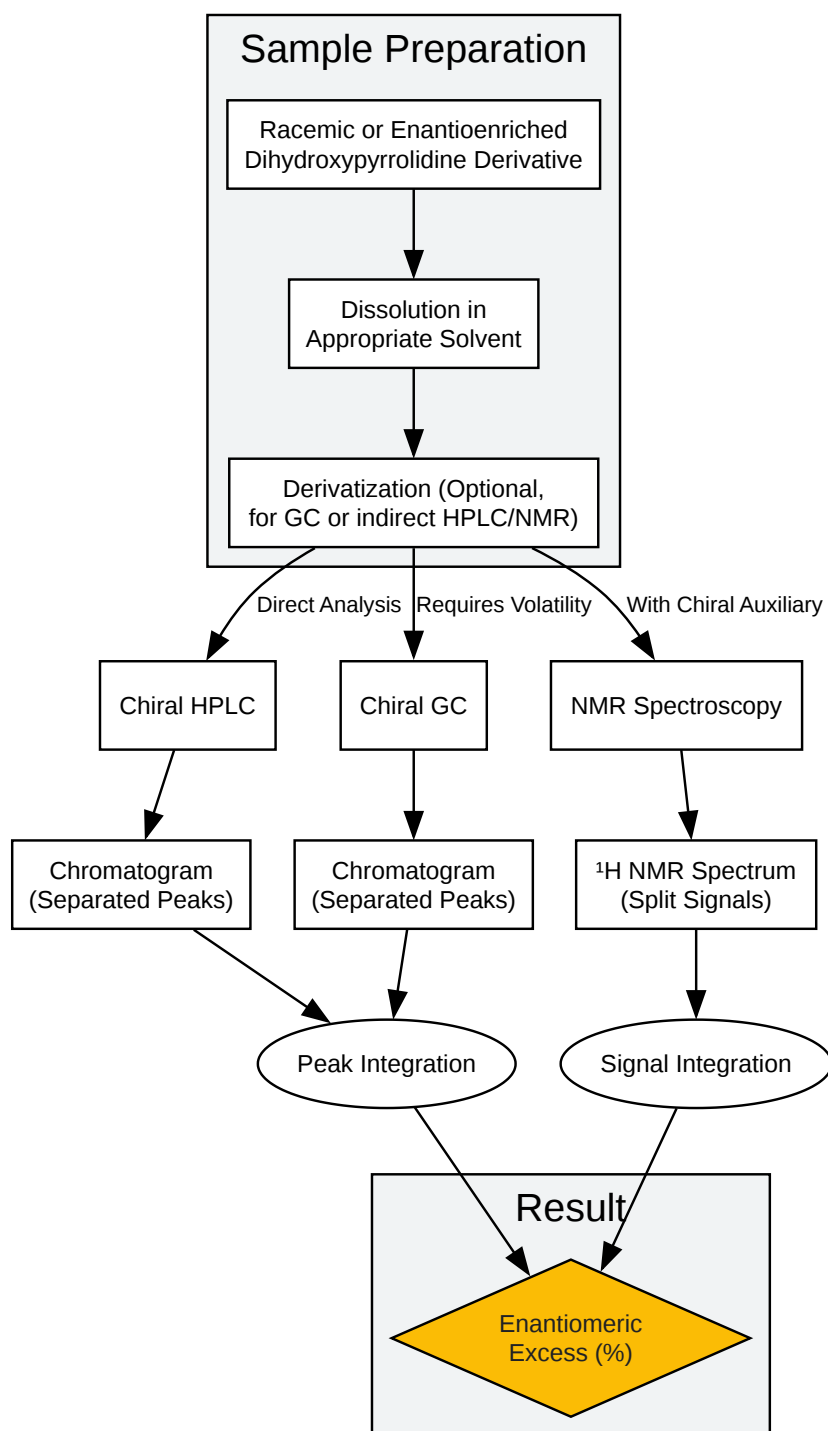 Sample Preparation
Racemic or Enantioenriched
Dihydroxypyrrolidine Derivative
Dissolution in
Appropriate Solvent
Derivatization (Optional,
for GC or indirect HPLC/NMR)
Direct Analysis
Requires Volatility
With Chiral Auxiliary
Chiral HPLC
Chiral GC
NMR Spectroscopy
Chromatogram
(Separated Peaks)
Chromatogram
(Separated Peaks)
¹H NMR Spectrum
(Split Signals)
Peak Integration
Signal Integration
Result
Enantiomeric
Excess (%)